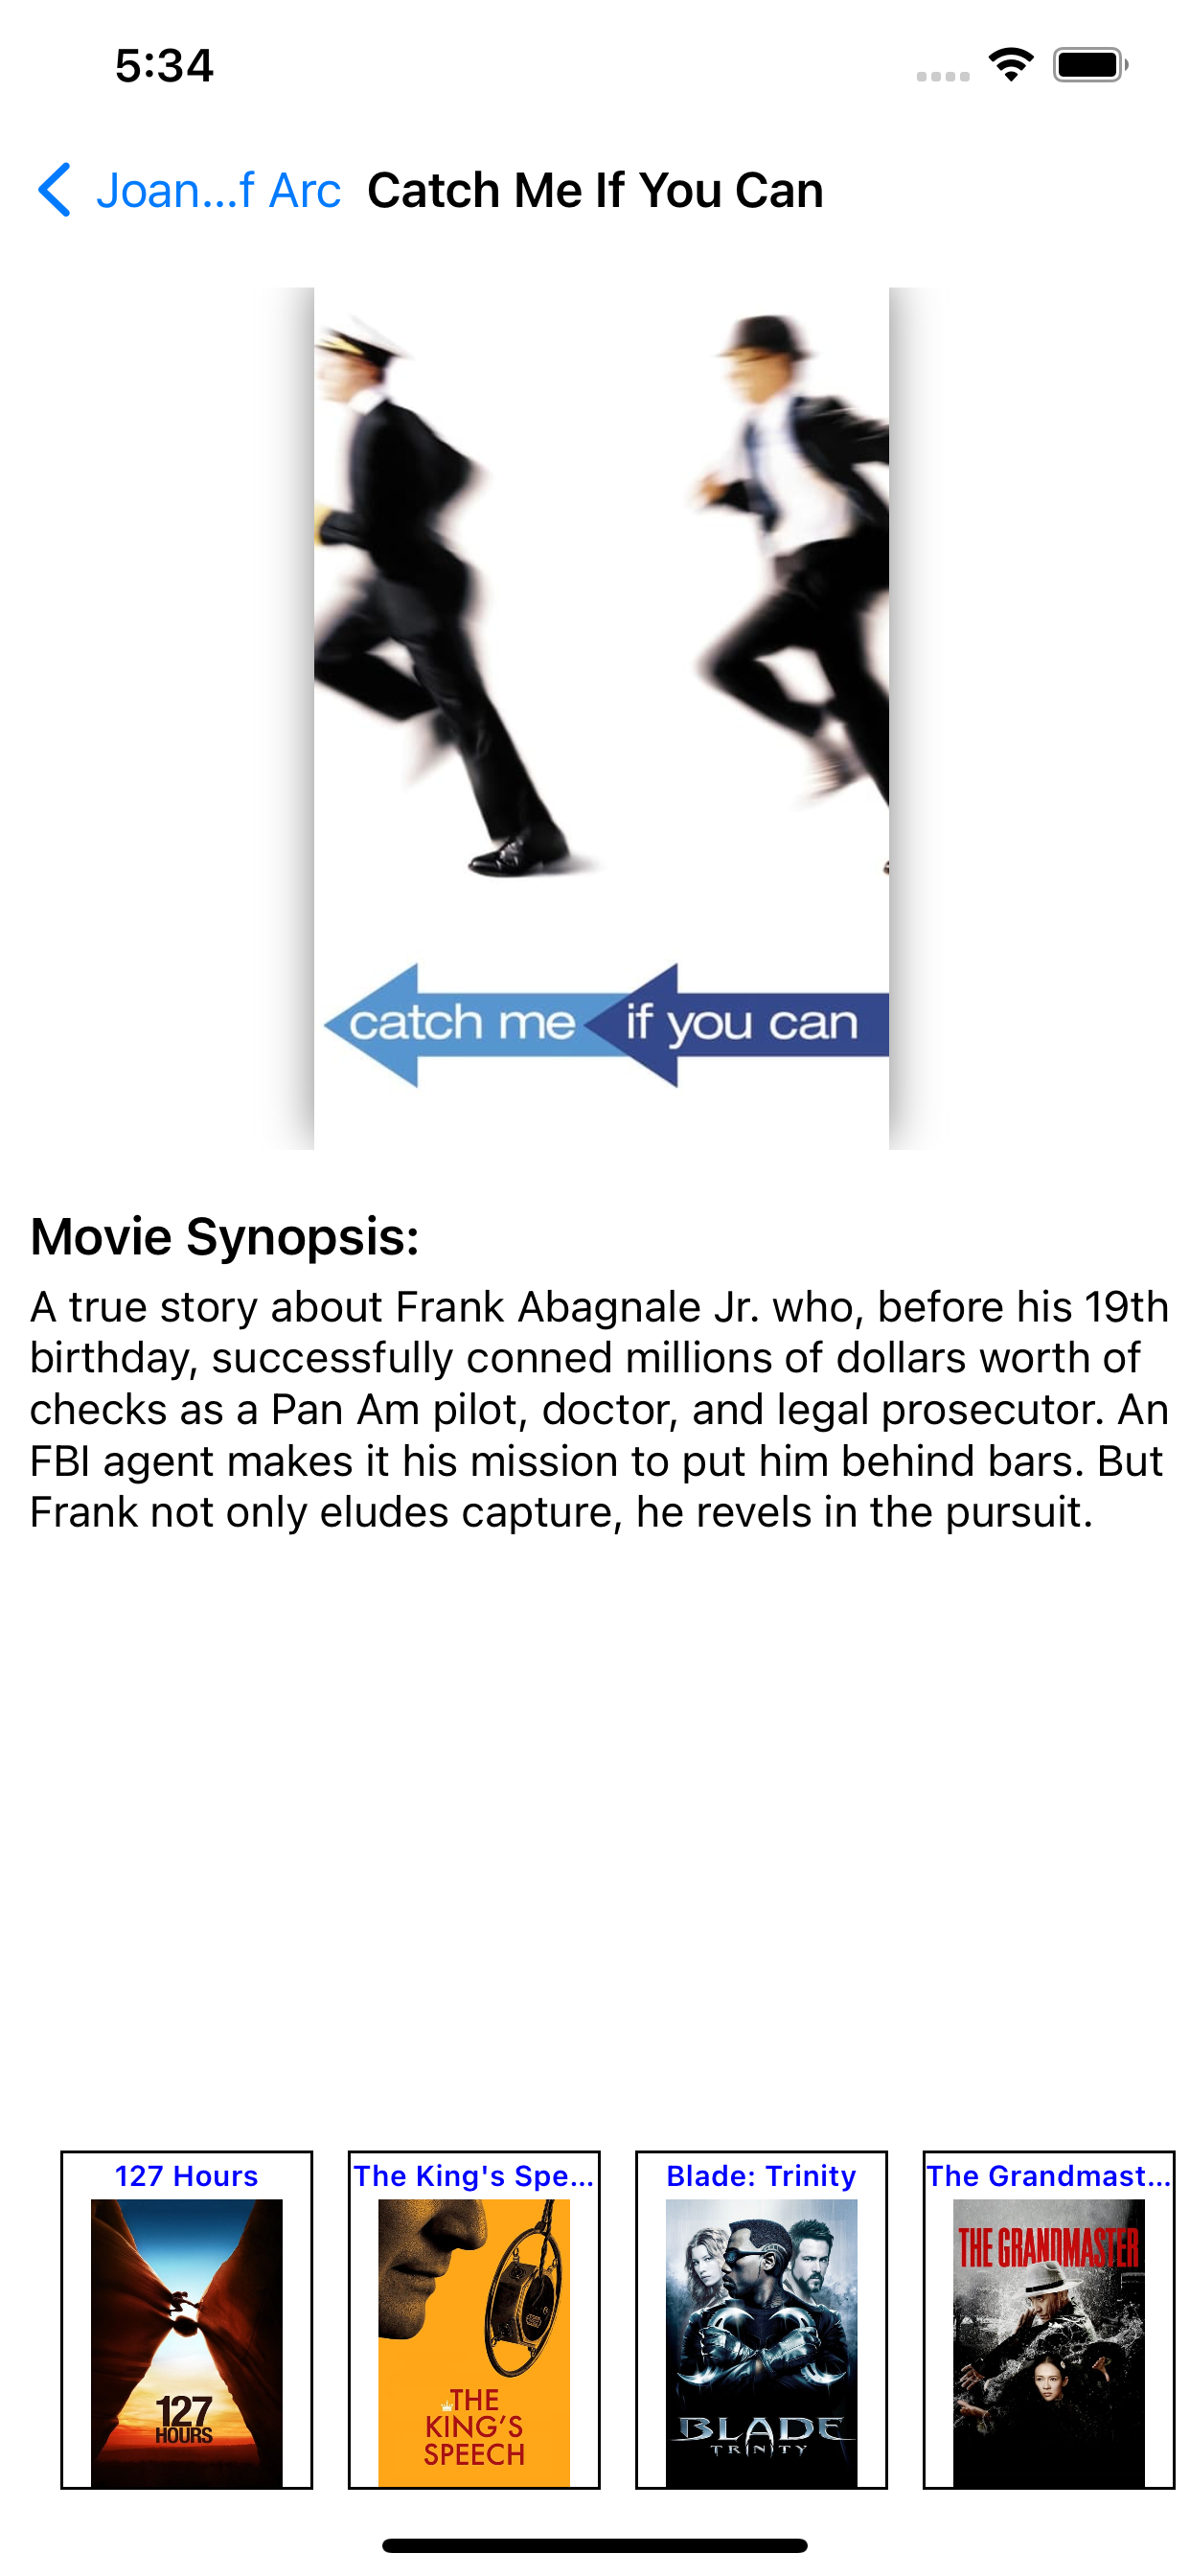 5:34
Joan...f Arc Catch Me If You Can
catch me if you can
Movie Synopsis:
A true story about Frank Abagnale Jr. who, before his 19th
birthday, successfully conned millions of dollars worth of
checks as a Pan Am pilot, doctor, and legal prosecutor. An
FBI agent makes it his mission to put him behind bars. But
Frank not only eludes capture, he revels in the pursuit.
127 Hours
127
HOURS
The King's Spe...
THE
KING'S
SPEECH
Blade: Trinity
BLADE
TRINITY
The Grandmast...
THE GRANDMASTER